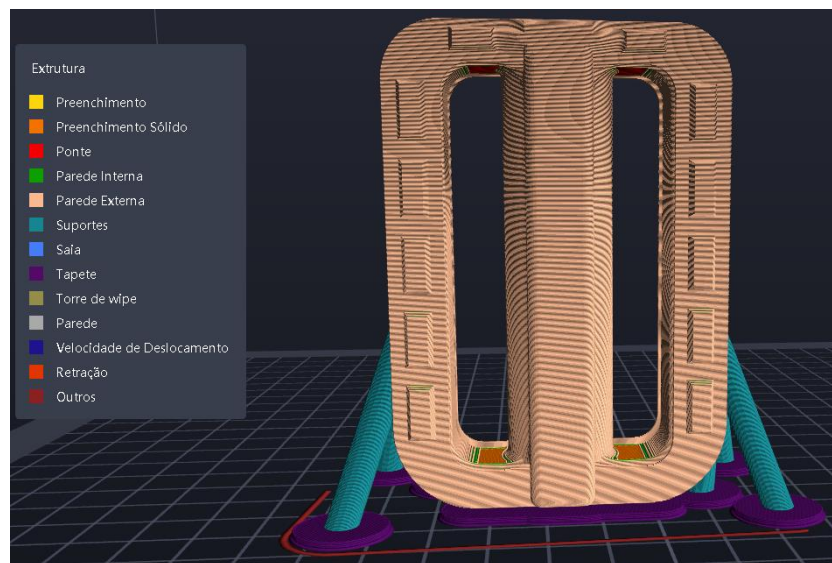 Extrutura
Preenchimento
Preenchimento Sólido
Ponte
Parede Interna
Parede Externa
Suportes
Saia
Tapete
Torre de wipe
Parede
Velocidade de Deslocamento
Retração
Outros